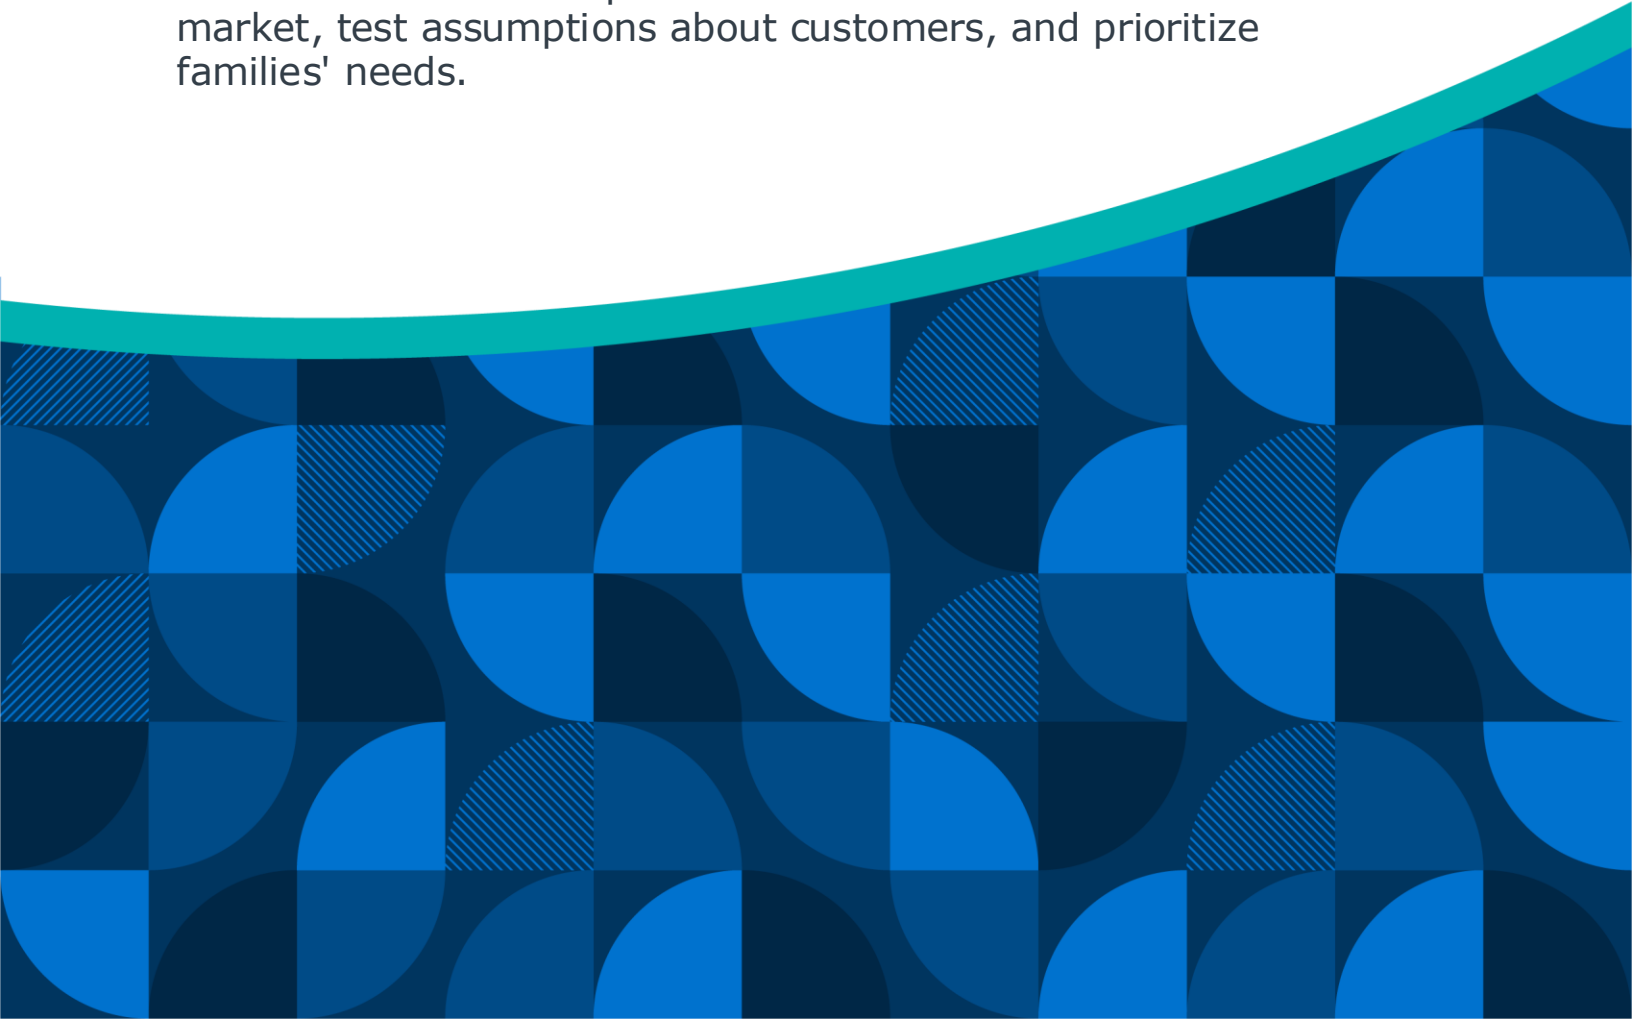 market, test assumptions about customers, and prioritize
families' needs.